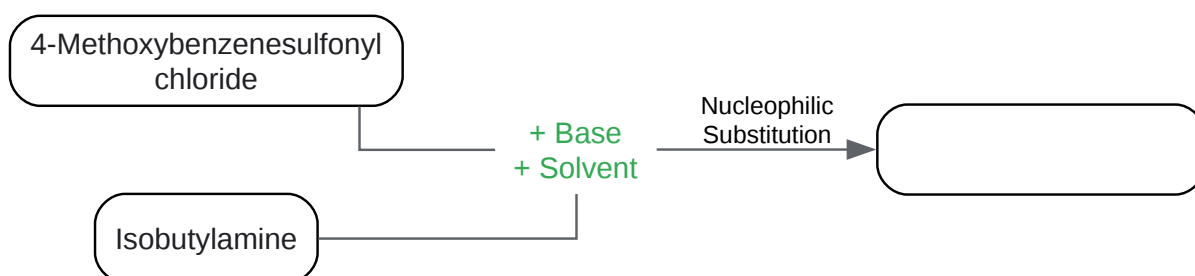 4-Methoxybenzenesulfonyl
chloride
+ Base
+ Solvent
Nucleophilic
Substitution
Isobutylamine